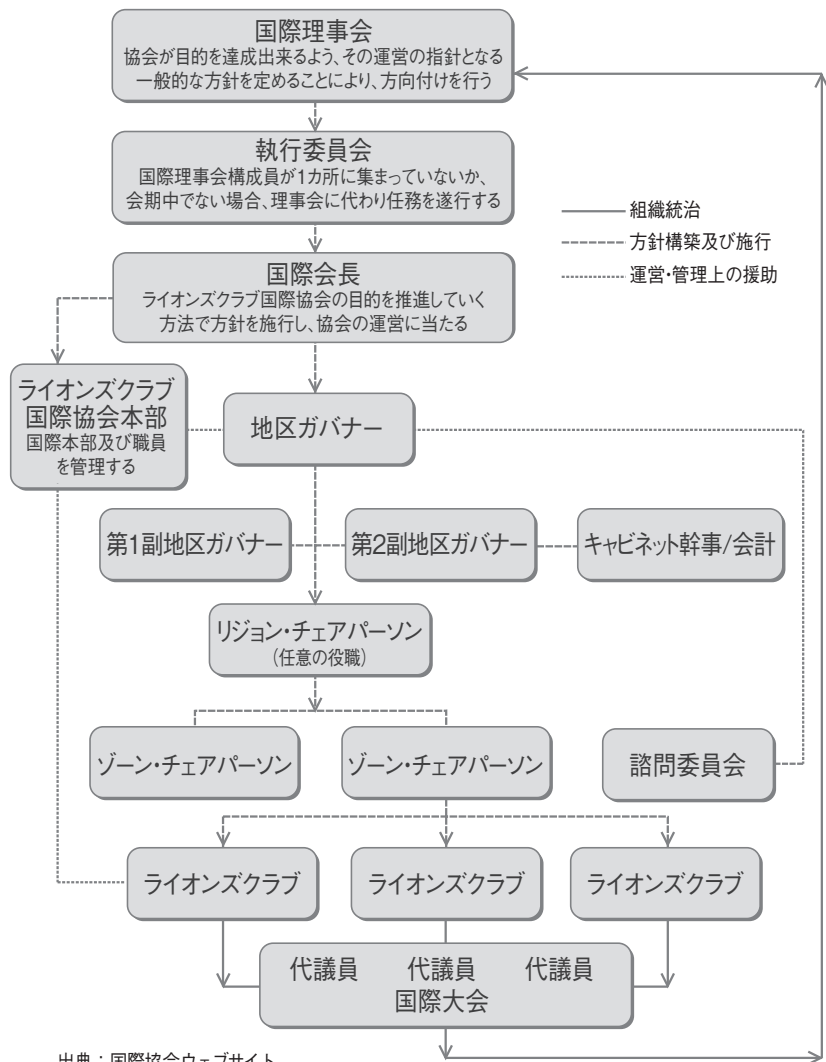 国際理事会
協会が目的を達成出来るよう、その運営の指針となる
一般的な方針を定めることにより、方向付けを行う
執行委員会
国際理事会構成員が1カ所に集まっていないか、
会期中でない場合、理事会に代わり任務を遂行する
組織統治
方針構築及び施行
運営・管理上の援助
国際会長
ライオンズクラブ国際協会の目的を推進していく
方法で方針を施行し、協会の運営に当たる
ライオンズクラブ
国際協会本部
国際本部及び職員
を管理する
地区ガバナー
第1副地区ガバナー
第2副地区ガバナー
キャビネット幹事/会計
リジョン・チェアパーソン
(任意の役職)
ゾーン・チェアパーソン
ゾーン・チェアパーソン
諮問委員会
ライオンズクラブ
ライオンズクラブ
ライオンズクラブ
代議員 代議員 代議員
国際大会
出典：国際協会ウェブサイト